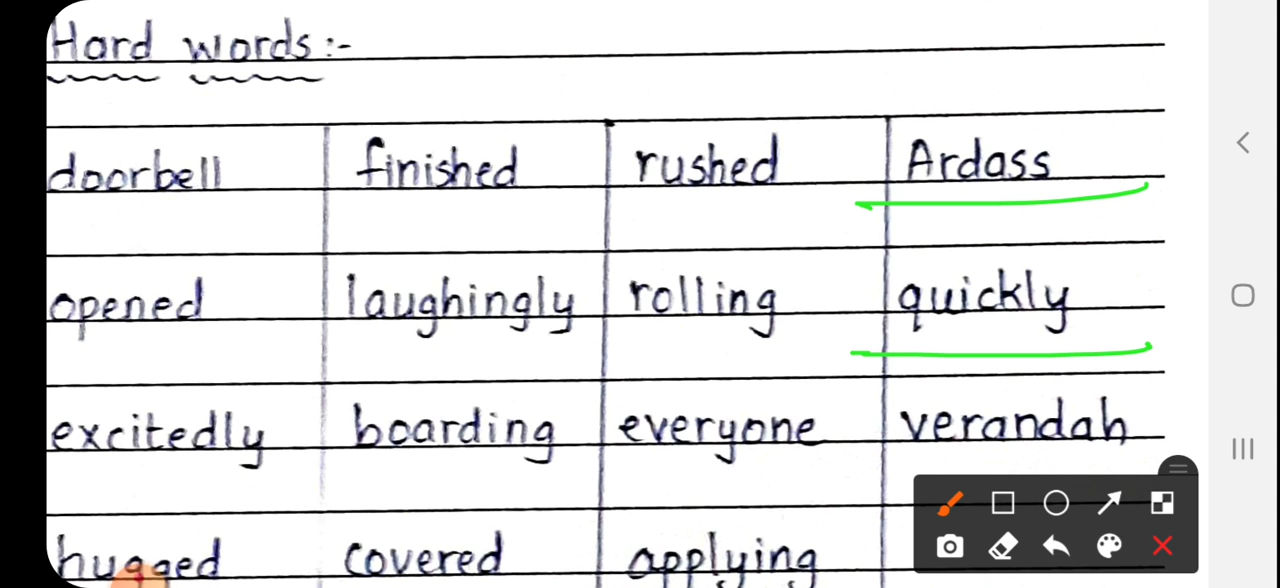 Hard words:-
doorbell finished rushed Ardass
opened laughingly rolling quickly
excitedly boarding everyone verandah
hugged covered applying